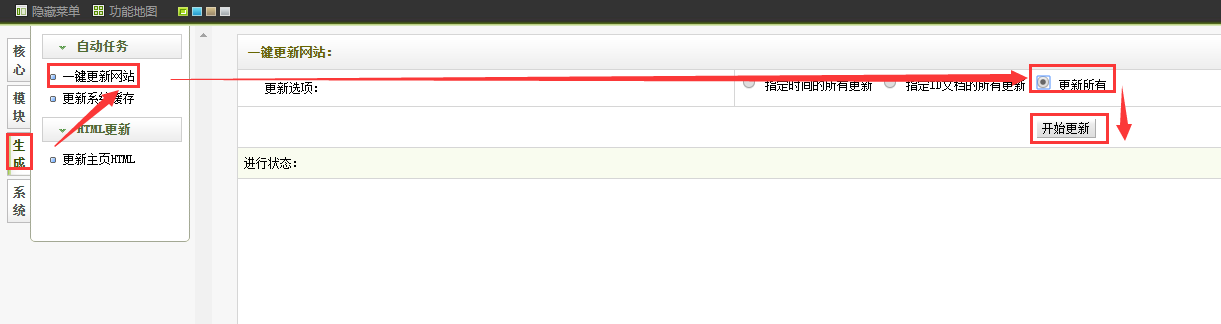 隐藏菜单 功能地图
核心
模块
生成
系统
自动任务
一键更新网站
更新系统缓存
HTML更新
更新主页HTML
一键更新网站：
更新选项： 指定时间的所有更新 指定ID文档的所有更新 更新所有
开始更新
进行状态：